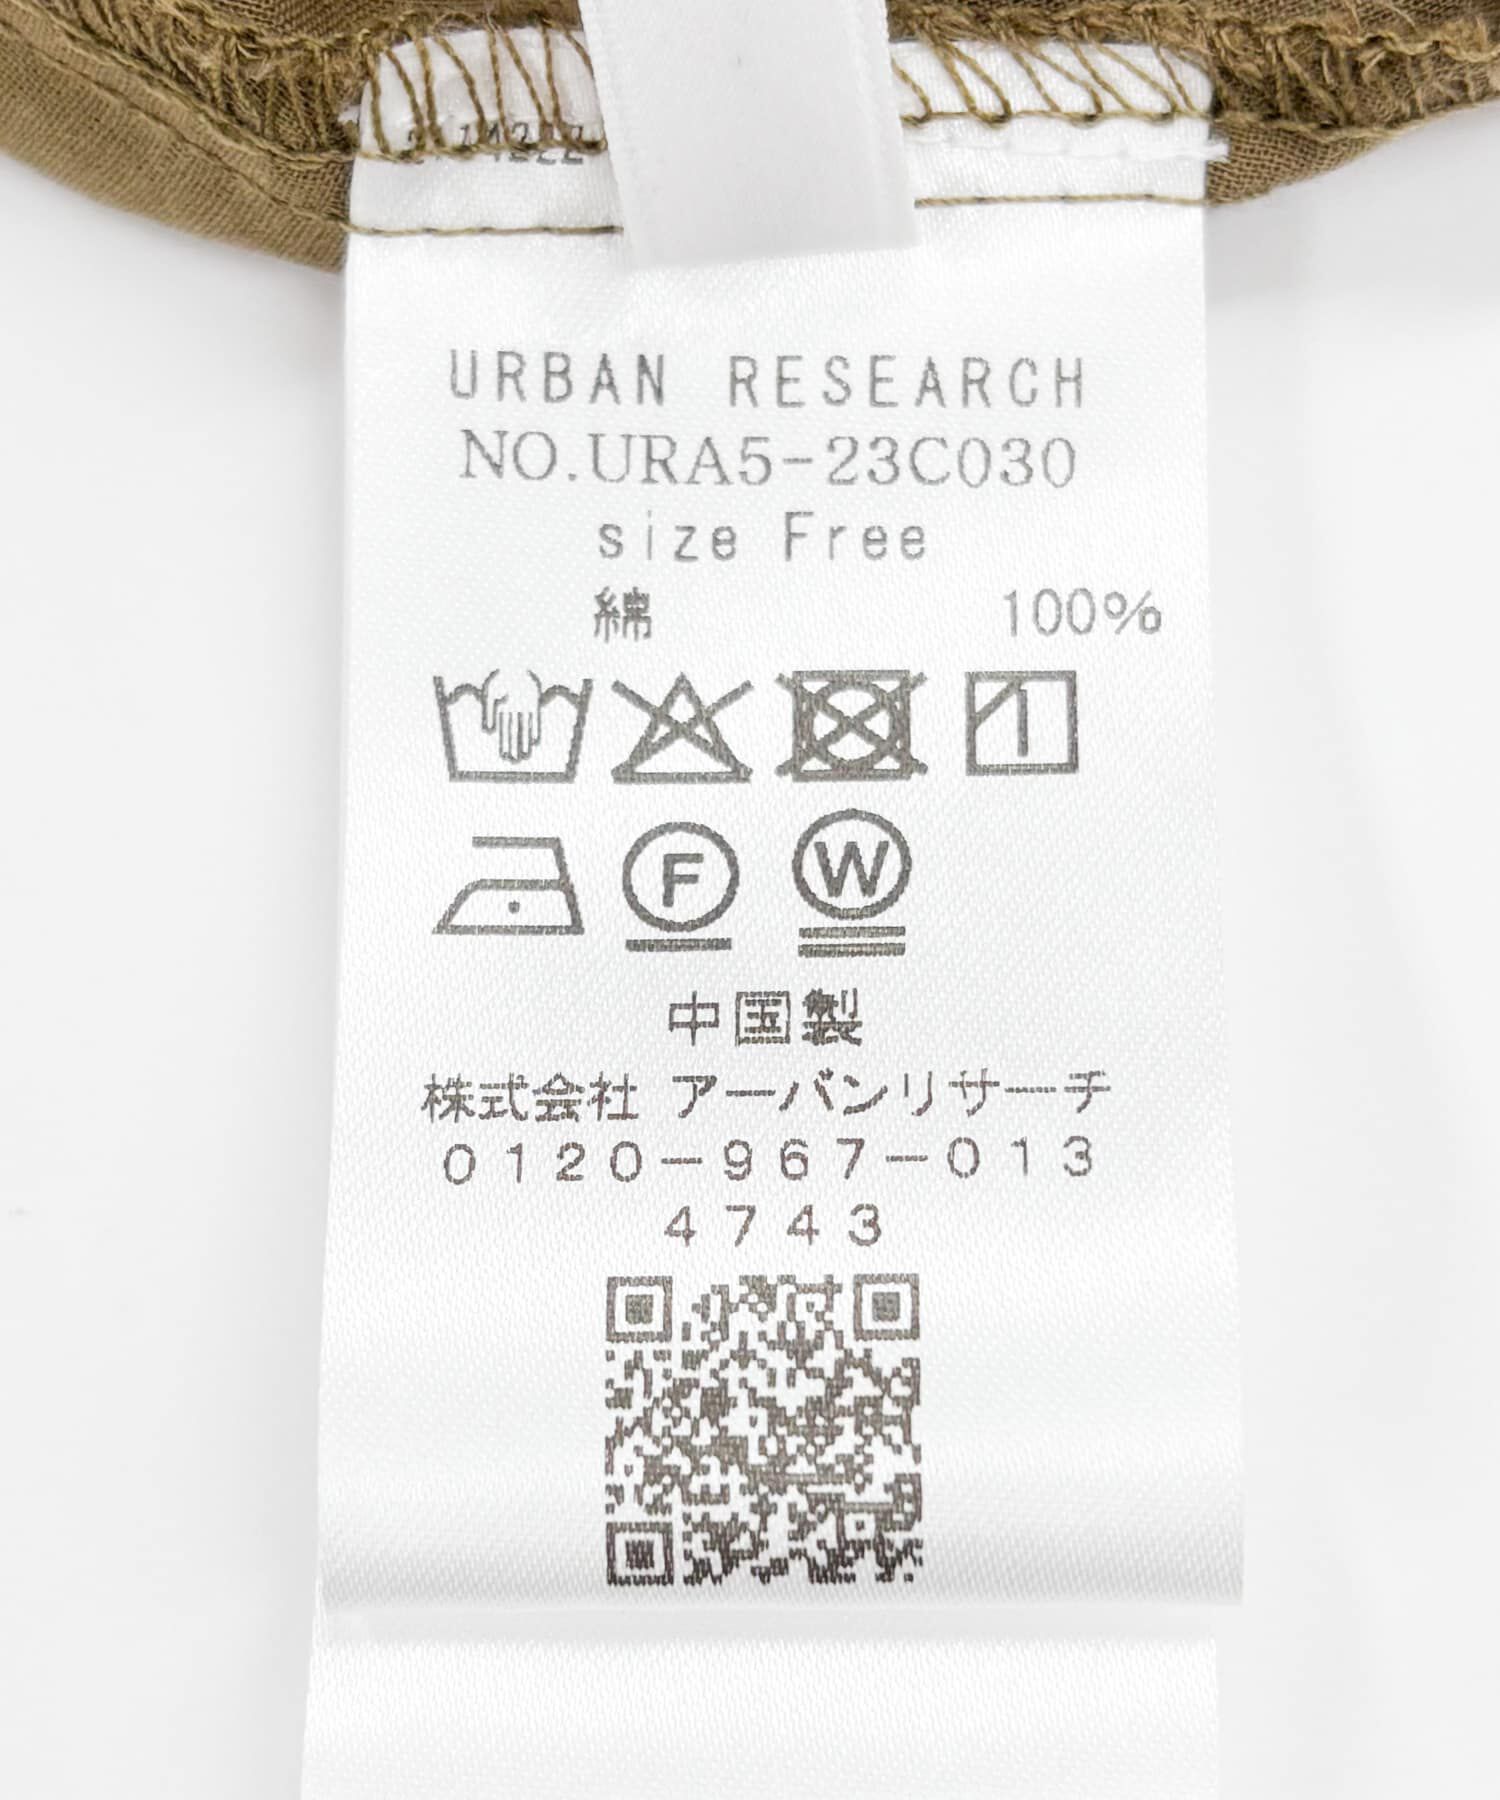 URBAN RESEARCH
NO.URA5-23C030
size Free
綿 100%
F W
中国製
株式会社 アーバンリサーチ
0120-967-013
4743